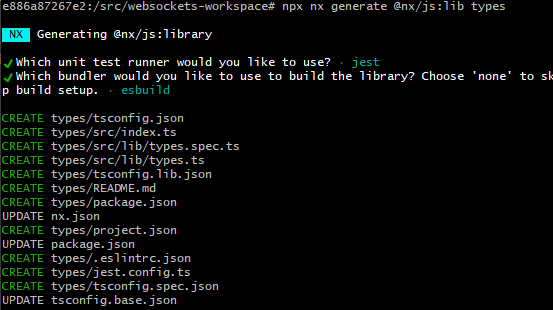 e886a87267e2:/src/websockets-workspace# npx nx generate @nx/js:lib types
NX Generating @nx/js:library
✔ Which unit test runner would you like to use? · jest
✔ Which bundler would you like to use to build the library? Choose 'none' to sk
p build setup. · esbuild
CREATE types/tsconfig.json
CREATE types/src/index.ts
CREATE types/src/lib/types.spec.ts
CREATE types/src/lib/types.ts
CREATE types/tsconfig.lib.json
CREATE types/README.md
CREATE types/package.json
UPDATE nx.json
CREATE types/project.json
UPDATE package.json
CREATE types/.eslintrc.json
CREATE types/jest.config.ts
CREATE types/tsconfig.spec.json
UPDATE tsconfig.base.json